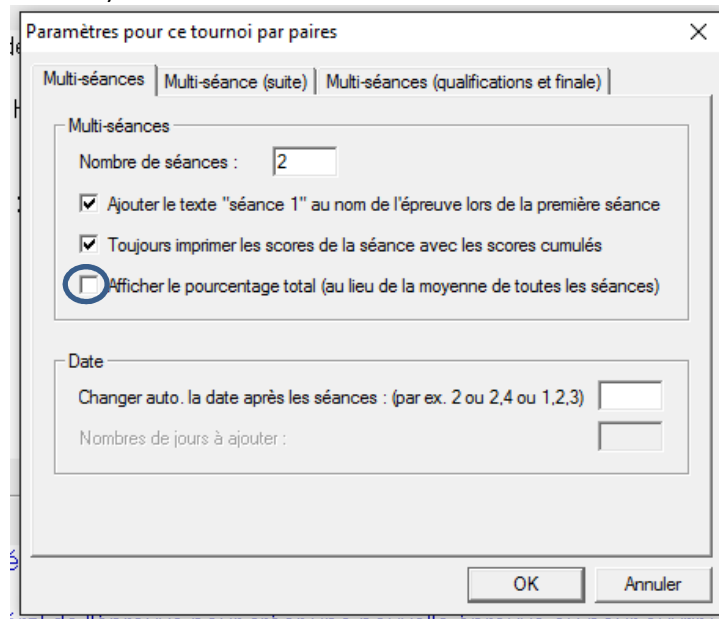 Paramètres pour ce tournoi par paires
Multi-séances Multi-séance (suite) Multi-séances (qualifications et finale)
Multi-séances
Nombre de séances : 2
Ajouter le texte "séance 1" au nom de l'épreuve lors de la première séance
Toujours imprimer les scores de la séance avec les scores cumulés
Afficher le pourcentage total (au lieu de la moyenne de toutes les séances)
Date
Changer auto. la date après les séances : (par ex. 2 ou 2,4 ou 1,2,3)
Nombres de jours à ajouter :
OK Annuler